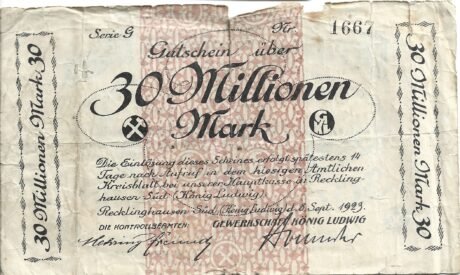 Serie G Nr. 1667
Gutschein über
30 Millionen
Mark
Die Einlösung dieses Scheines erfolgt spätestens 14
Tage nach Aufruf in dem hiesigen Amtlichen
Kreisblatt bei unserer Hauptkasse in Reckling-
hausen Süd (König Ludwig).
Recklinghausen Süd (König Ludwig) d. 8. Sept. 1923.
DIE KONTROLLBEAMTEN: GEWERKSCHAFT KÖNIG LUDWIG
30 Millionen Mark 30
30 Millionen Mark 30